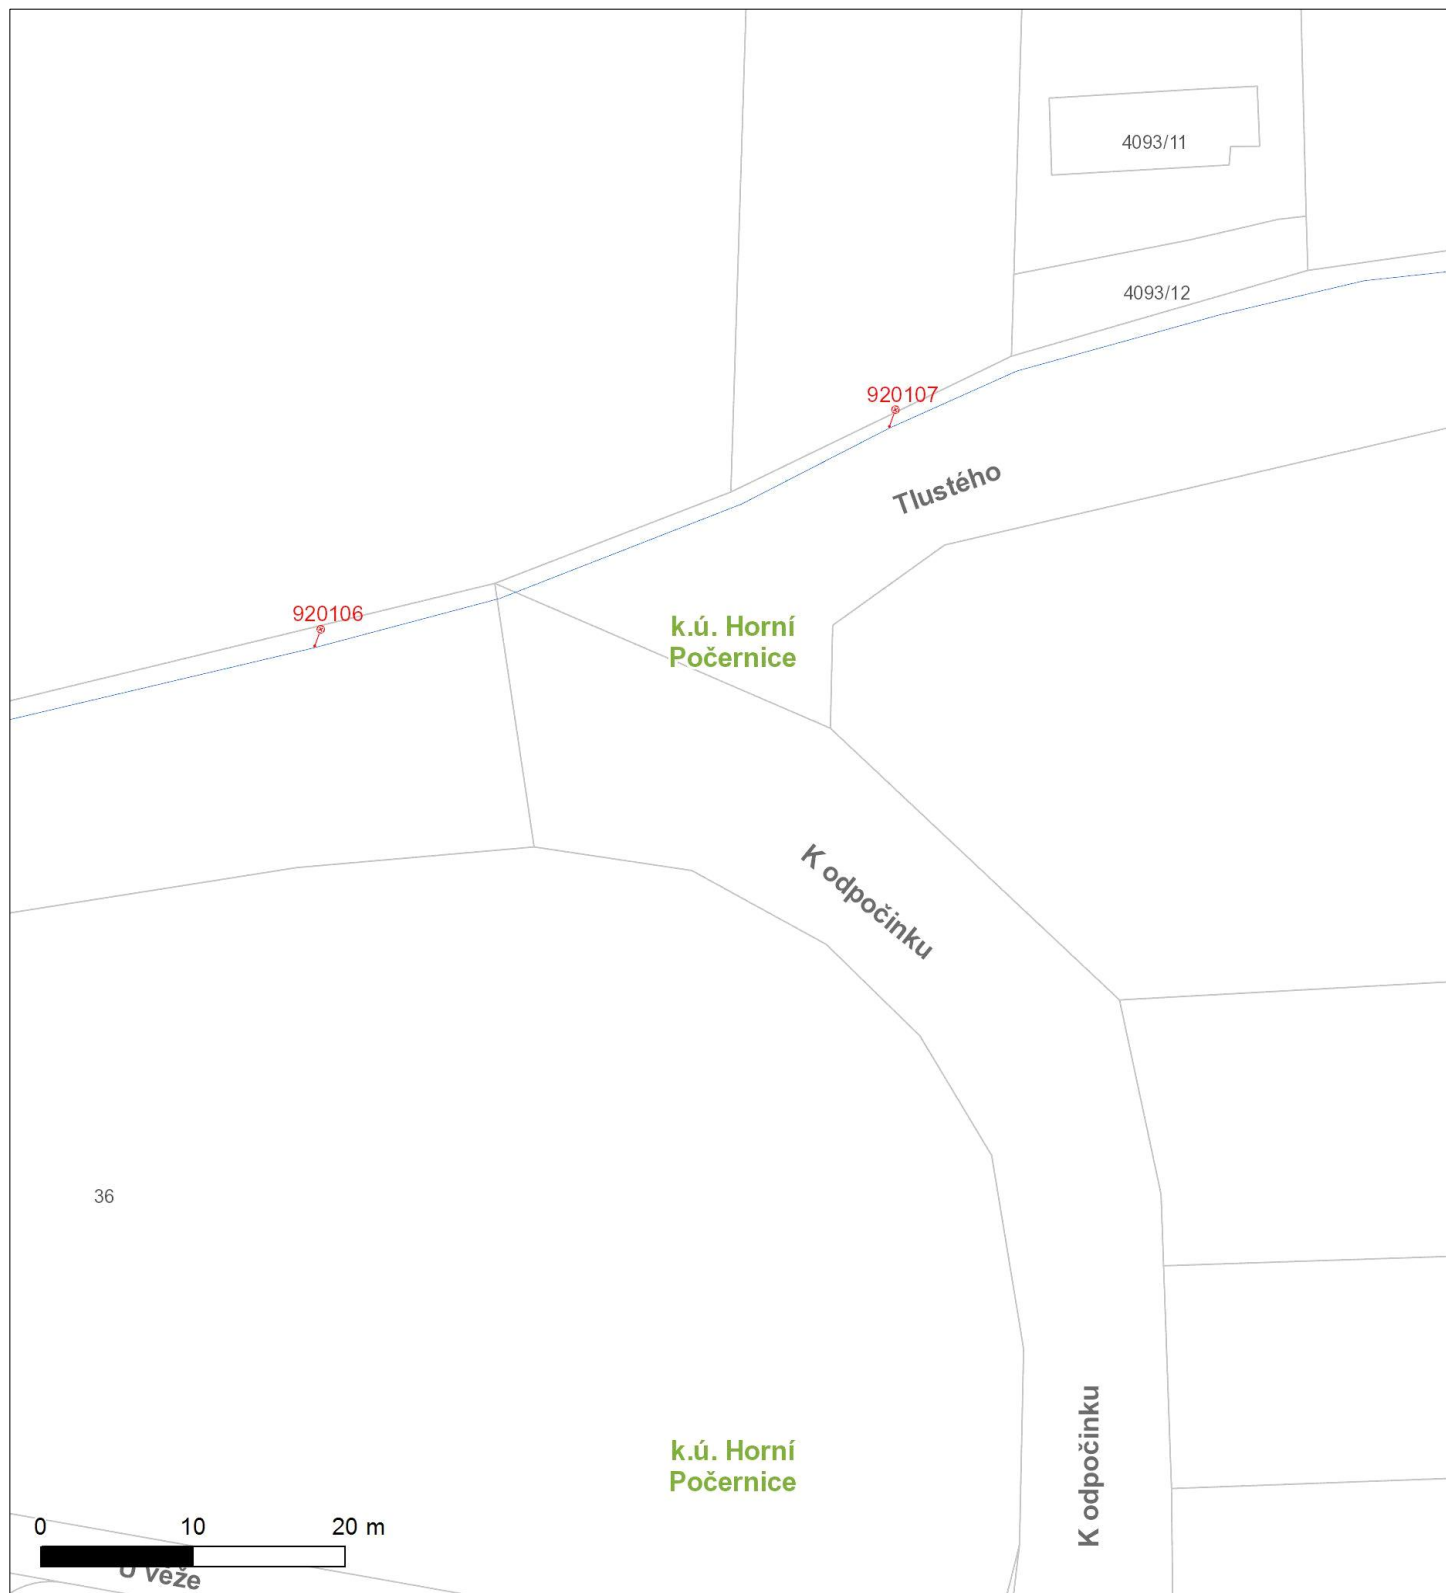 4093/11
4093/12
920107
Tlustého
920106
k.ú. Horní
Počernice
K odpočinku
36
K odpočinku
k.ú. Horní
Počernice
0 10 20 m
U věže